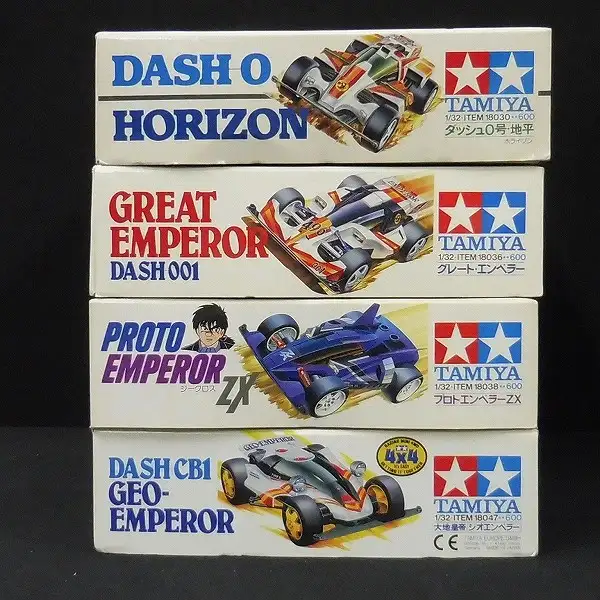 DASH 0
HORIZON
TAMIYA
1/32 ITEM 18030 600
ダッシュ0号・地平
ホライゾン
GREAT
EMPEROR
DASH 001
TAMIYA
1/32 ITEM 18036 600
グレート・エンペラー
PROTO
EMPEROR
ZX
ジークロス
TAMIYA
1/32 ITEM 18038 600
プロトエンペラーZX
DASH CB1
GEO-
EMPEROR
GEO-EMPEROR
4x4
TAMIYA
1/32 ITEM 18047 600
大地皇帝 ジオエンペラー
CE